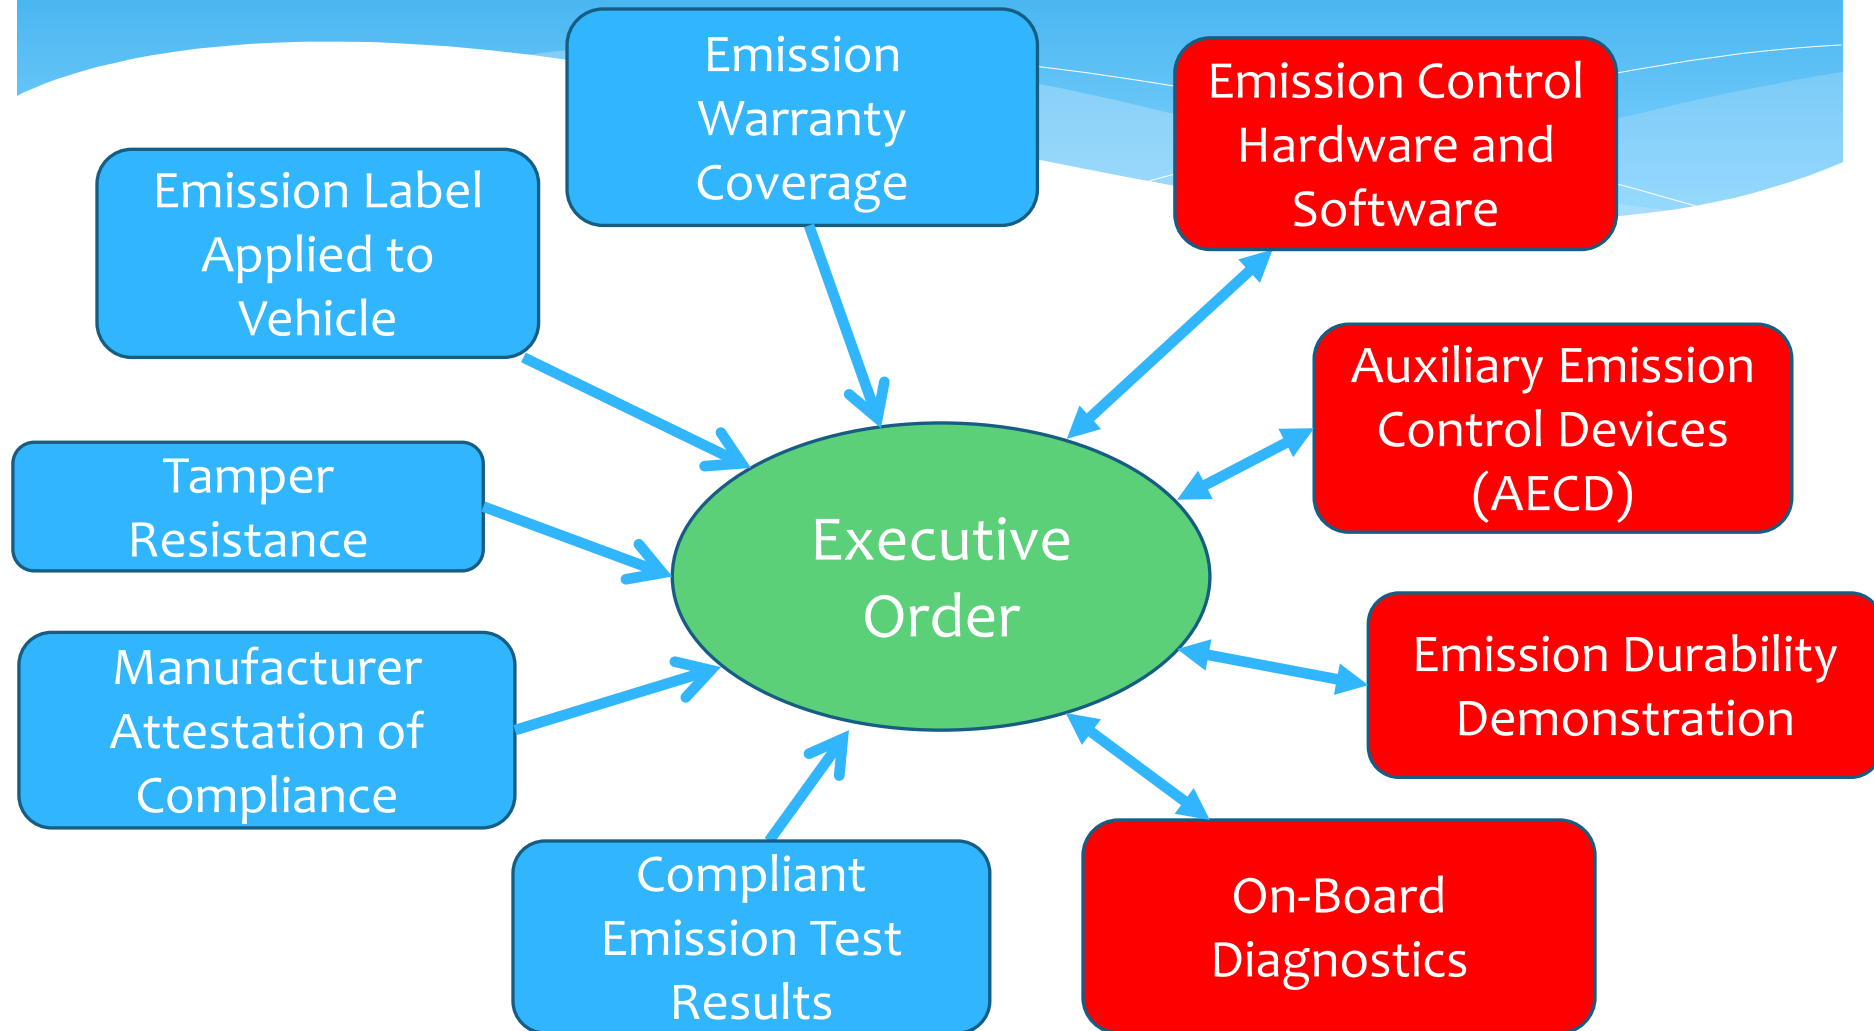 Emission
Warranty
Coverage
Emission Control
Hardware and
Software
Emission Label
Applied to
Vehicle
Auxiliary Emission
Control Devices
(AECD)
Tamper
Resistance
Executive
Order
Manufacturer
Attestation of
Compliance
Emission Durability
Demonstration
Compliant
Emission Test
Results
On-Board
Diagnostics